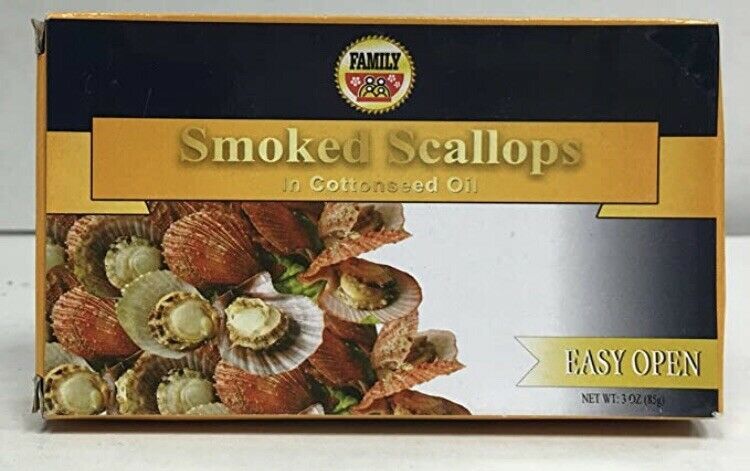 FAMILY
Smoked Scallops
In Cottonseed Oil
EASY OPEN
NET WT: 3 OZ (85g)